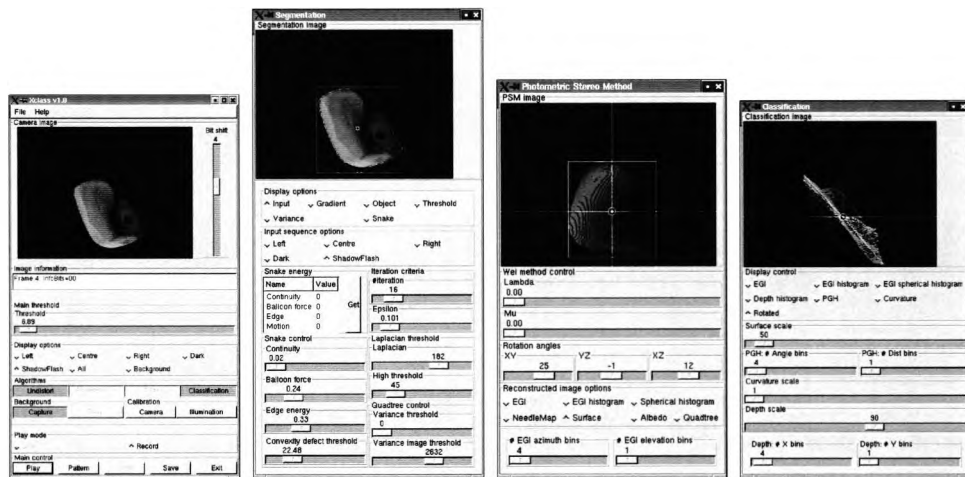 Xclass v1.0
File Help
Camera image
Bit shift
4
Image Information
Frame 4 InfoBits+00
Main threshold
Threshold
6.09
Display options
Left Centre Right Dark
ShadowFlash All Background
Algorithms
Undistort Classification
Background Calibration
Capture Camera Illumination
Play mode
Record
Main control
Play Pattern Save Exit
Segmentation
Segmentation image
Display options
Input Gradient Object Threshold
Variance Snake
Input sequence options
Left Centre Right
Dark ShadowFlash
Snake energy
Name Value
Continuity 0
Balloon force 0
Edge 0
Motion 0
Get
Iteration criteria
#iteration
16
Epsilon
0.101
Snake control
Continuity
0.02
Balloon force
0.24
Edge energy
0.33
Convexity defect threshold
22.48
Laplacian threshold
Laplacian
182
High threshold
45
Quadtree control
Variance threshold
0
Variance image threshold
2632
Photometric Stereo Method
PSM image
Wei method control
Lambda
0.00
Mu
0.00
Rotation angles
XY YZ XZ
25 -1 12
Reconstructed image options
EGI EGI histogram Spherical histogram
NeedleMap Surface Albedo Quadtree
# EGI azimuth bins # EGI elevation bins
4 1
Classification
Classification image
Display control
EGI EGI histogram EGI spherical histogram
Depth histogram PGH Curvature
Rotated
Surface scale
50
PGH: # Angle bins PGH: # Dist bins
4 1
Curvature scale
1
Depth scale
90
Depth: # X bins Depth: # Y bins
4 1